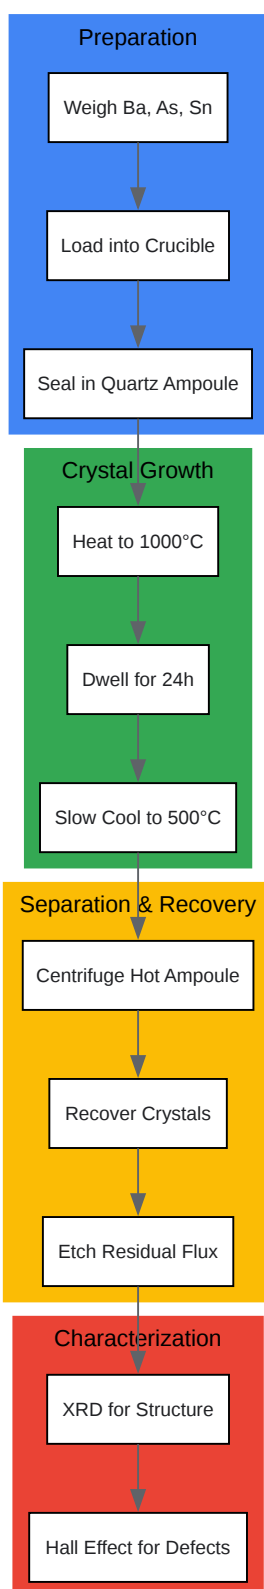 Preparation
Weigh Ba, As, Sn
Load into Crucible
Seal in Quartz Ampoule
Crystal Growth
Heat to 1000°C
Dwell for 24h
Slow Cool to 500°C
Separation & Recovery
Centrifuge Hot Ampoule
Recover Crystals
Etch Residual Flux
Characterization
XRD for Structure
Hall Effect for Defects